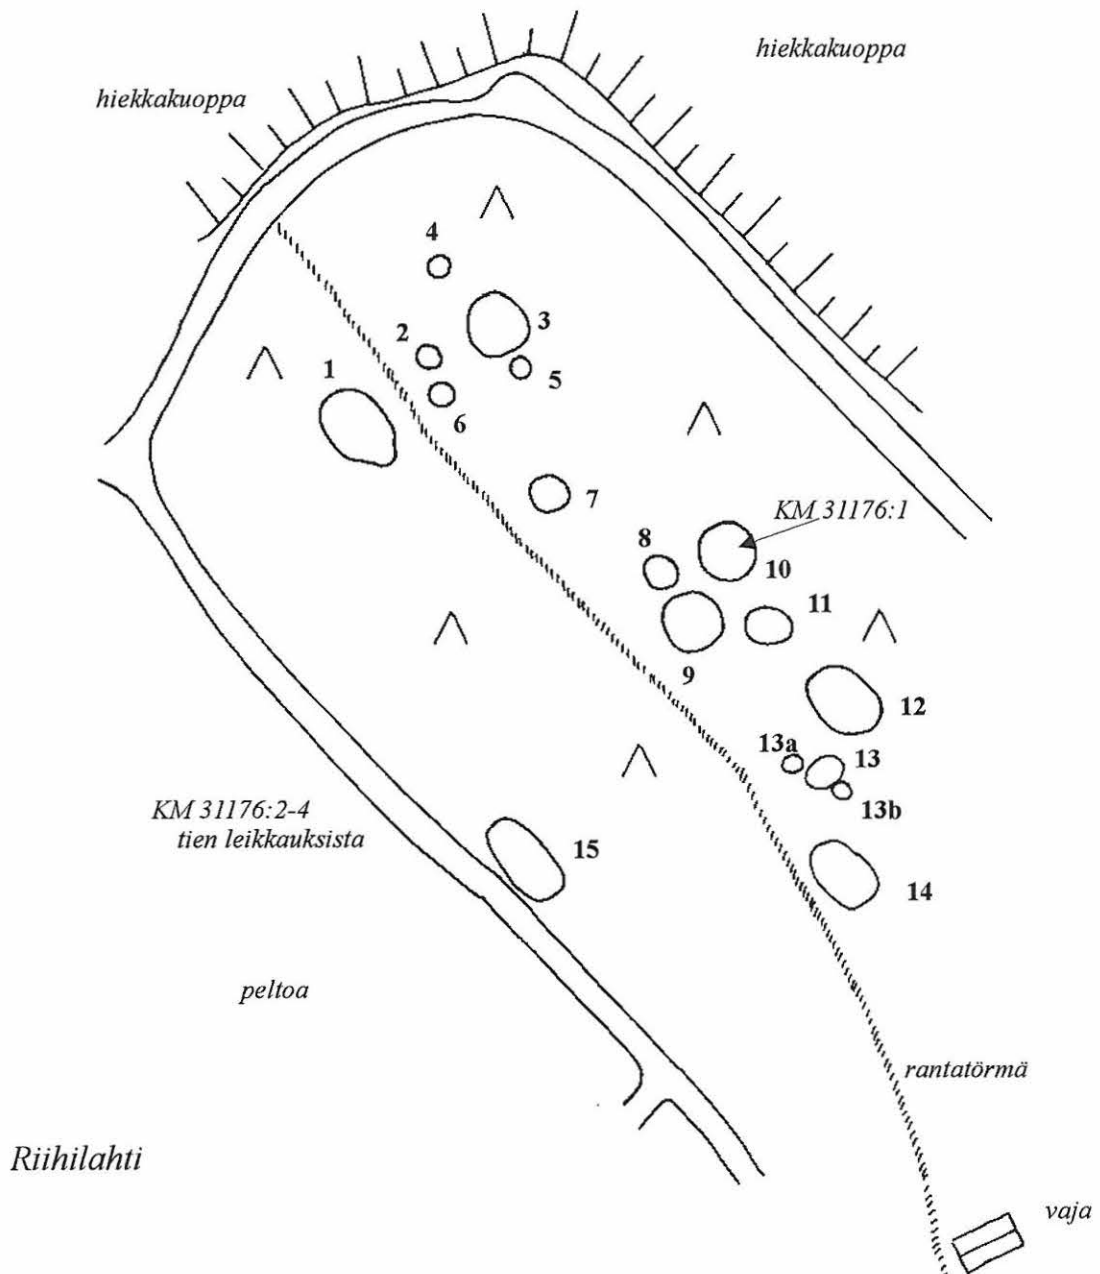 hiekkakuoppa
hiekkakuoppa
4
3
2
5
1
6
7
KM 31176:1
8
10
11
9
12
13a
13
13b
KM 31176:2-4
tien leikkauksista
15
14
peltoa
rantatörmä
Riihilahti
vaja